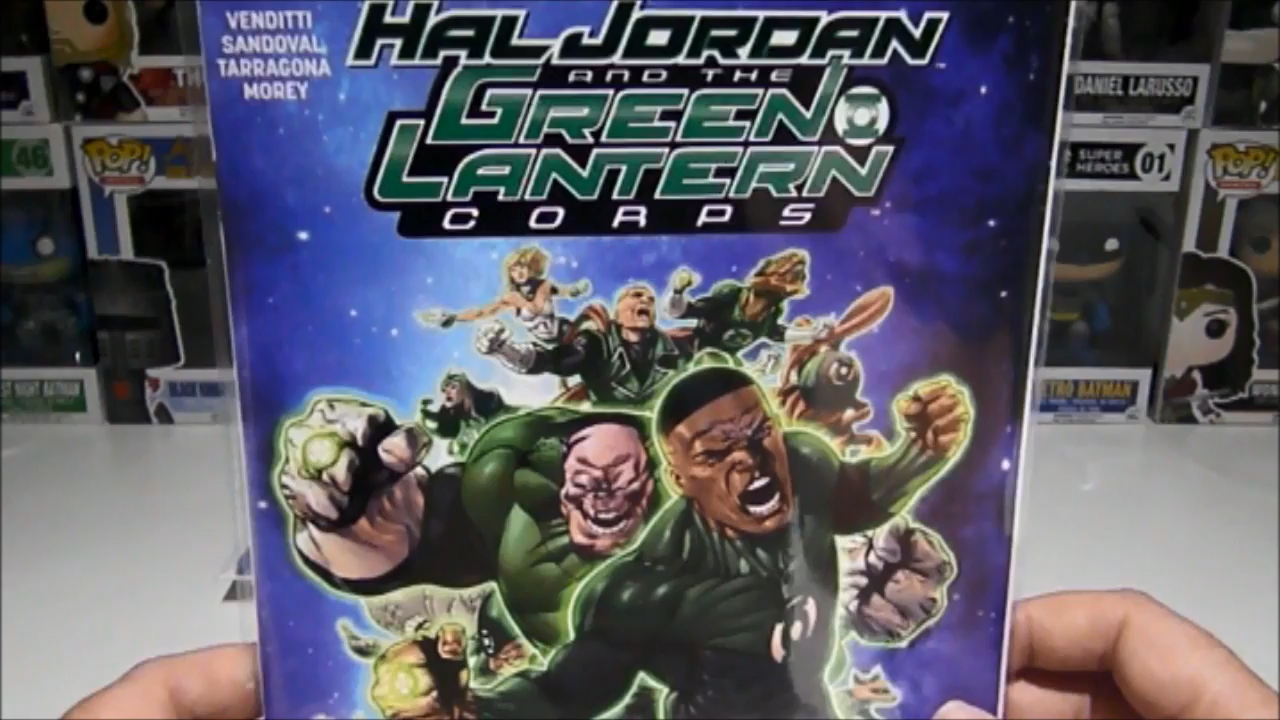 VENDITTI
SANDOVAL
TARRAGONA
MOREY
HAL JORDAN
AND THE
GREEN
LANTERN
CORPS
TH
46
POP!
DANIEL LARUSSO
SUPER
HEROES
01
POP!